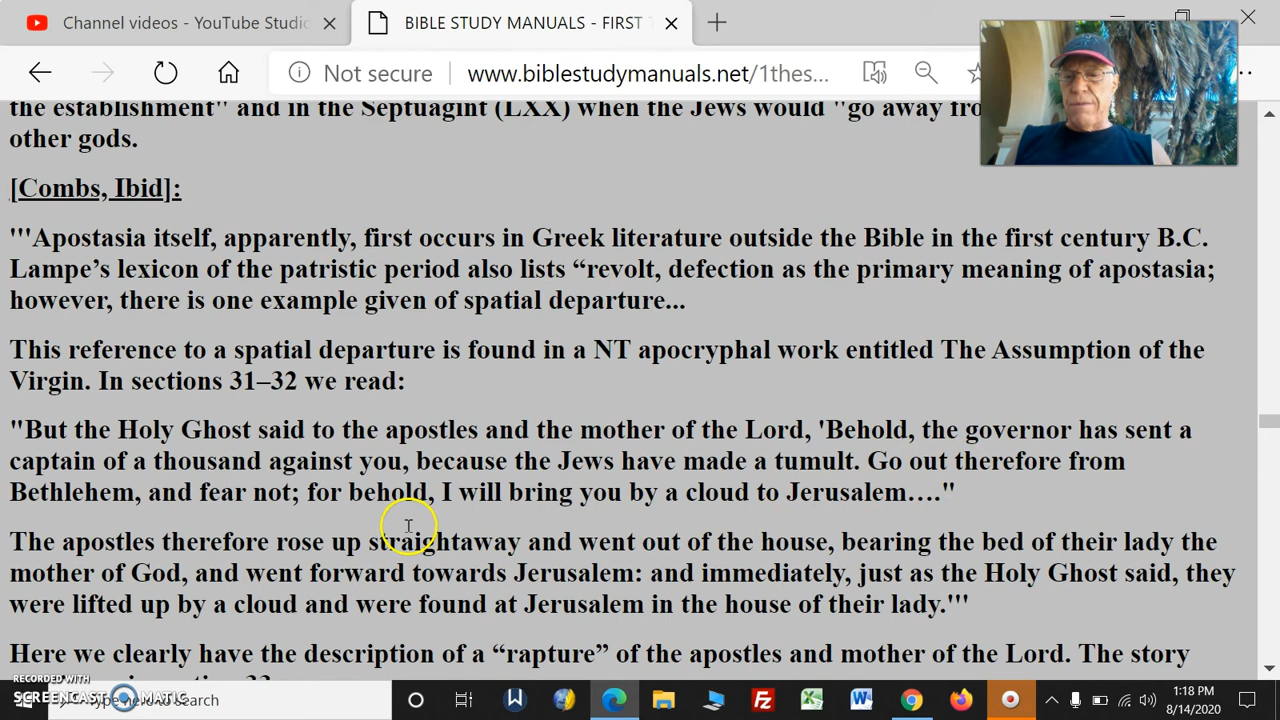 Channel videos - YouTube Studio
BIBLE STUDY MANUALS - FIRST T
Not secure
www.biblestudymanuals.net/1thes...
the establishment" and in the Septuagint (LXX) when the Jews would "go away fro
other gods.
[Combs, Ibid]:
'"Apostasia itself, apparently, first occurs in Greek literature outside the Bible in the first century B.C.
Lampe’s lexicon of the patristic period also lists “revolt, defection as the primary meaning of apostasia;
however, there is one example given of spatial departure...
This reference to a spatial departure is found in a NT apocryphal work entitled The Assumption of the
Virgin. In sections 31–32 we read:
"But the Holy Ghost said to the apostles and the mother of the Lord, 'Behold, the governor has sent a
captain of a thousand against you, because the Jews have made a tumult. Go out therefore from
Bethlehem, and fear not; for behold, I will bring you by a cloud to Jerusalem…."
The apostles therefore rose up straightaway and went out of the house, bearing the bed of their lady the
mother of God, and went forward towards Jerusalem: and immediately, just as the Holy Ghost said, they
were lifted up by a cloud and were found at Jerusalem in the house of their lady.'"
Here we clearly have the description of a “rapture” of the apostles and mother of the Lord. The story
RECORDED WITH
SCREENCAST MATIC
Type here to search
1:18 PM
8/14/2020